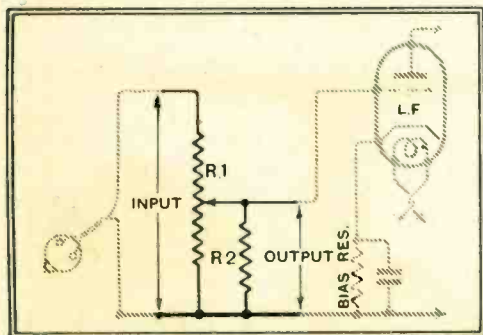 L.F
R1
INPUT
R2
OUTPUT
BIAS RES.